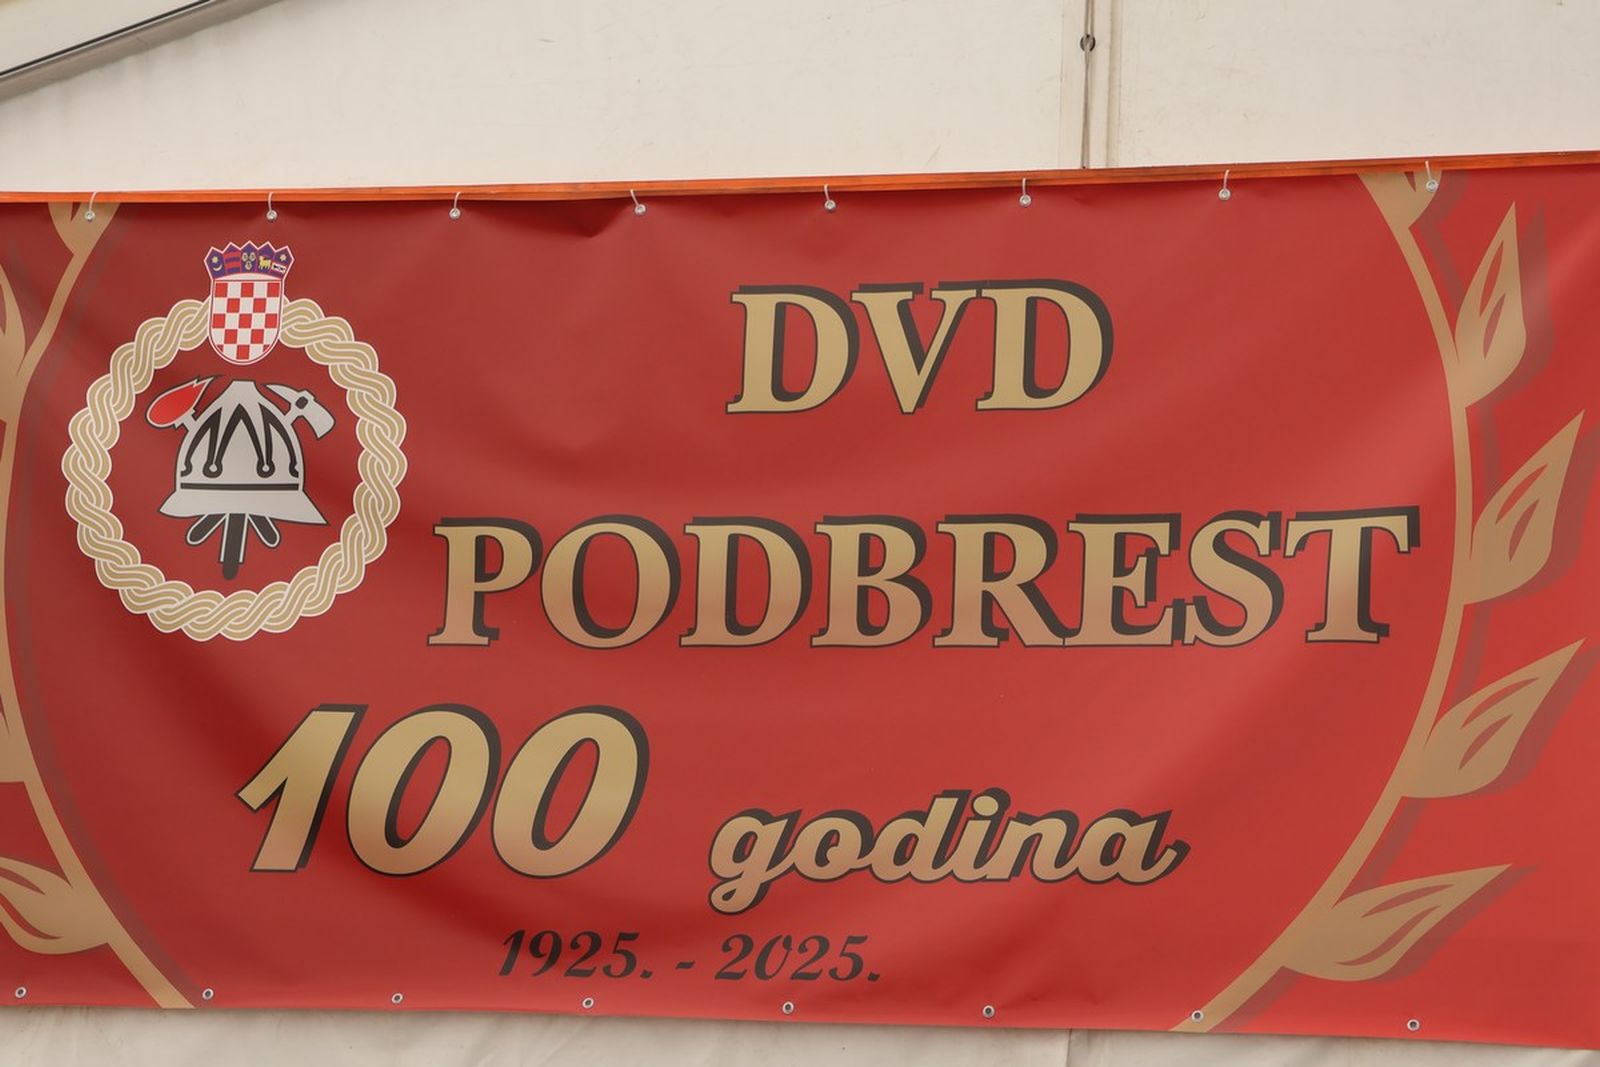 DVD
PODBREST
100 godina
1925. - 2025.